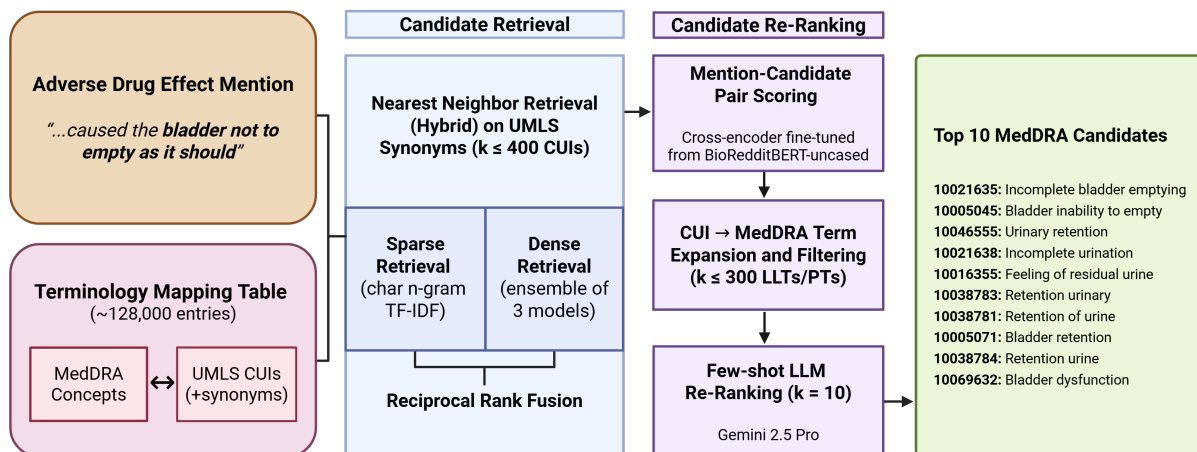 Adverse Drug Effect Mention
“...caused the bladder not to
empty as it should”
Terminology Mapping Table
(~128,000 entries)
MedDRA
Concepts
UMLS CUIs
(+synonyms)
Candidate Retrieval
Nearest Neighbor Retrieval
(Hybrid) on UMLS
Synonyms (k ≤ 400 CUIs)
Sparse
Retrieval
(char n-gram
TF-IDF)
Dense
Retrieval
(ensemble of
3 models)
Reciprocal Rank Fusion
Candidate Re-Ranking
Mention-Candidate
Pair Scoring
Cross-encoder fine-tuned
from BioRedditBERT-uncased
CUI → MedDRA Term
Expansion and Filtering
(k ≤ 300 LLTs/PTs)
Few-shot LLM
Re-Ranking (k = 10)
Gemini 2.5 Pro
Top 10 MedDRA Candidates
10021635: Incomplete bladder emptying
10005045: Bladder inability to empty
10046555: Urinary retention
10021638: Incomplete urination
10016355: Feeling of residual urine
10038783: Retention urinary
10038781: Retention of urine
10005071: Bladder retention
10038784: Retention urine
10069632: Bladder dysfunction